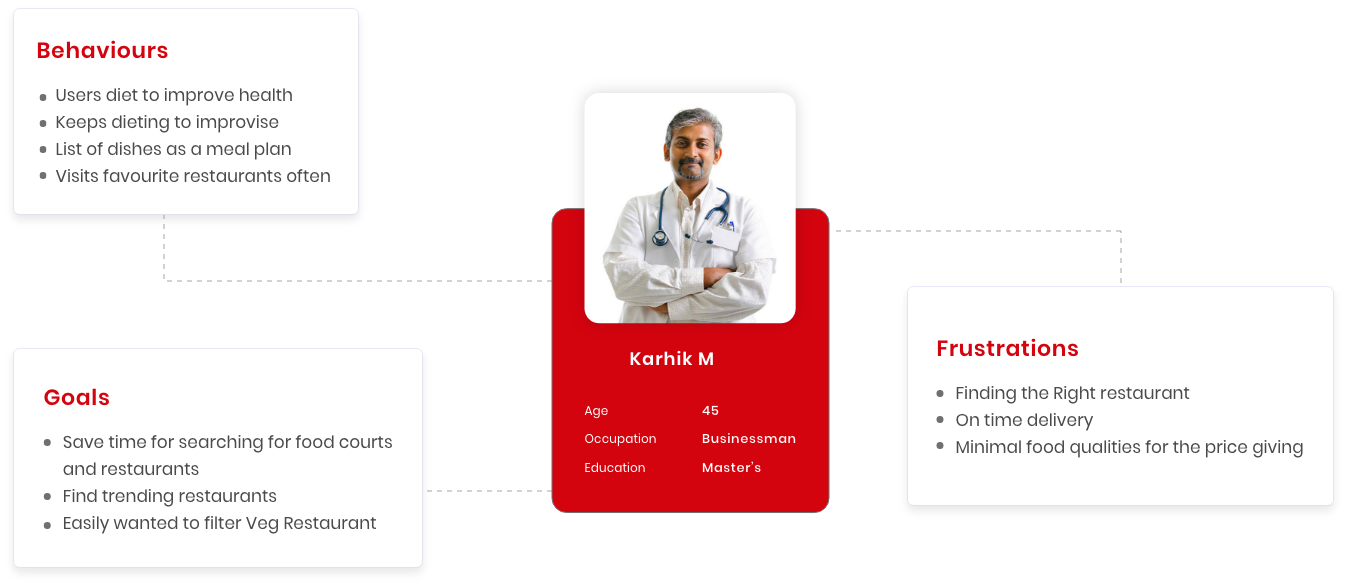 Behaviours
Users diet to improve health
Keeps dieting to improvise
List of dishes as a meal plan
Visits favourite restaurants often
Goals
Save time for searching for food courts
and restaurants
Find trending restaurants
Easily wanted to filter Veg Restaurant
Karhik M
Age 45
Occupation Businessman
Education Master's
Frustrations
Finding the Right restaurant
On time delivery
Minimal food qualities for the price giving